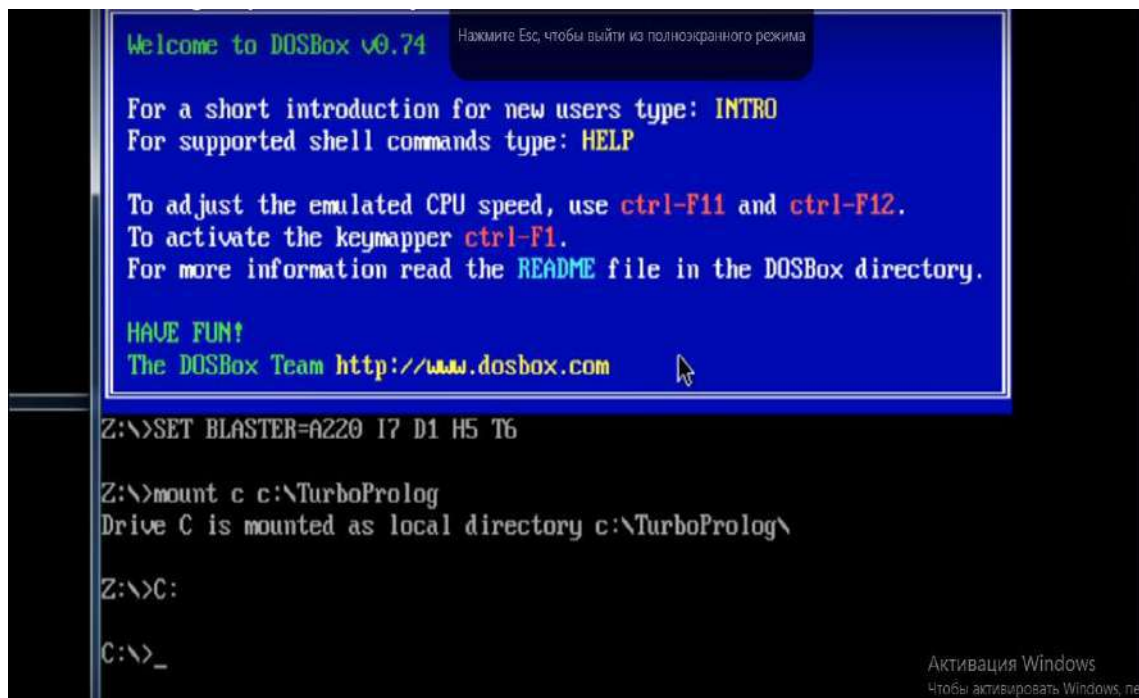 Welcome to DOSBox v0.74
Нажмите Esc, чтобы выйти из полноэкранного режима
For a short introduction for new users type: INTRO
For supported shell commands type: HELP
To adjust the emulated CPU speed, use ctrl-F11 and ctrl-F12.
To activate the keymapper ctrl-F1.
For more information read the README file in the DOSBox directory.
HAVE FUN!
The DOSBox Team http://www.dosbox.com
Z:\>SET BLASTER=A220 I7 D1 H5 T6
Z:\>mount c c:\TurboProlog
Drive C is mounted as local directory c:\TurboProlog\
Z:\>C:
C:\>_
Активация Windows
Чтобы активировать Windows,